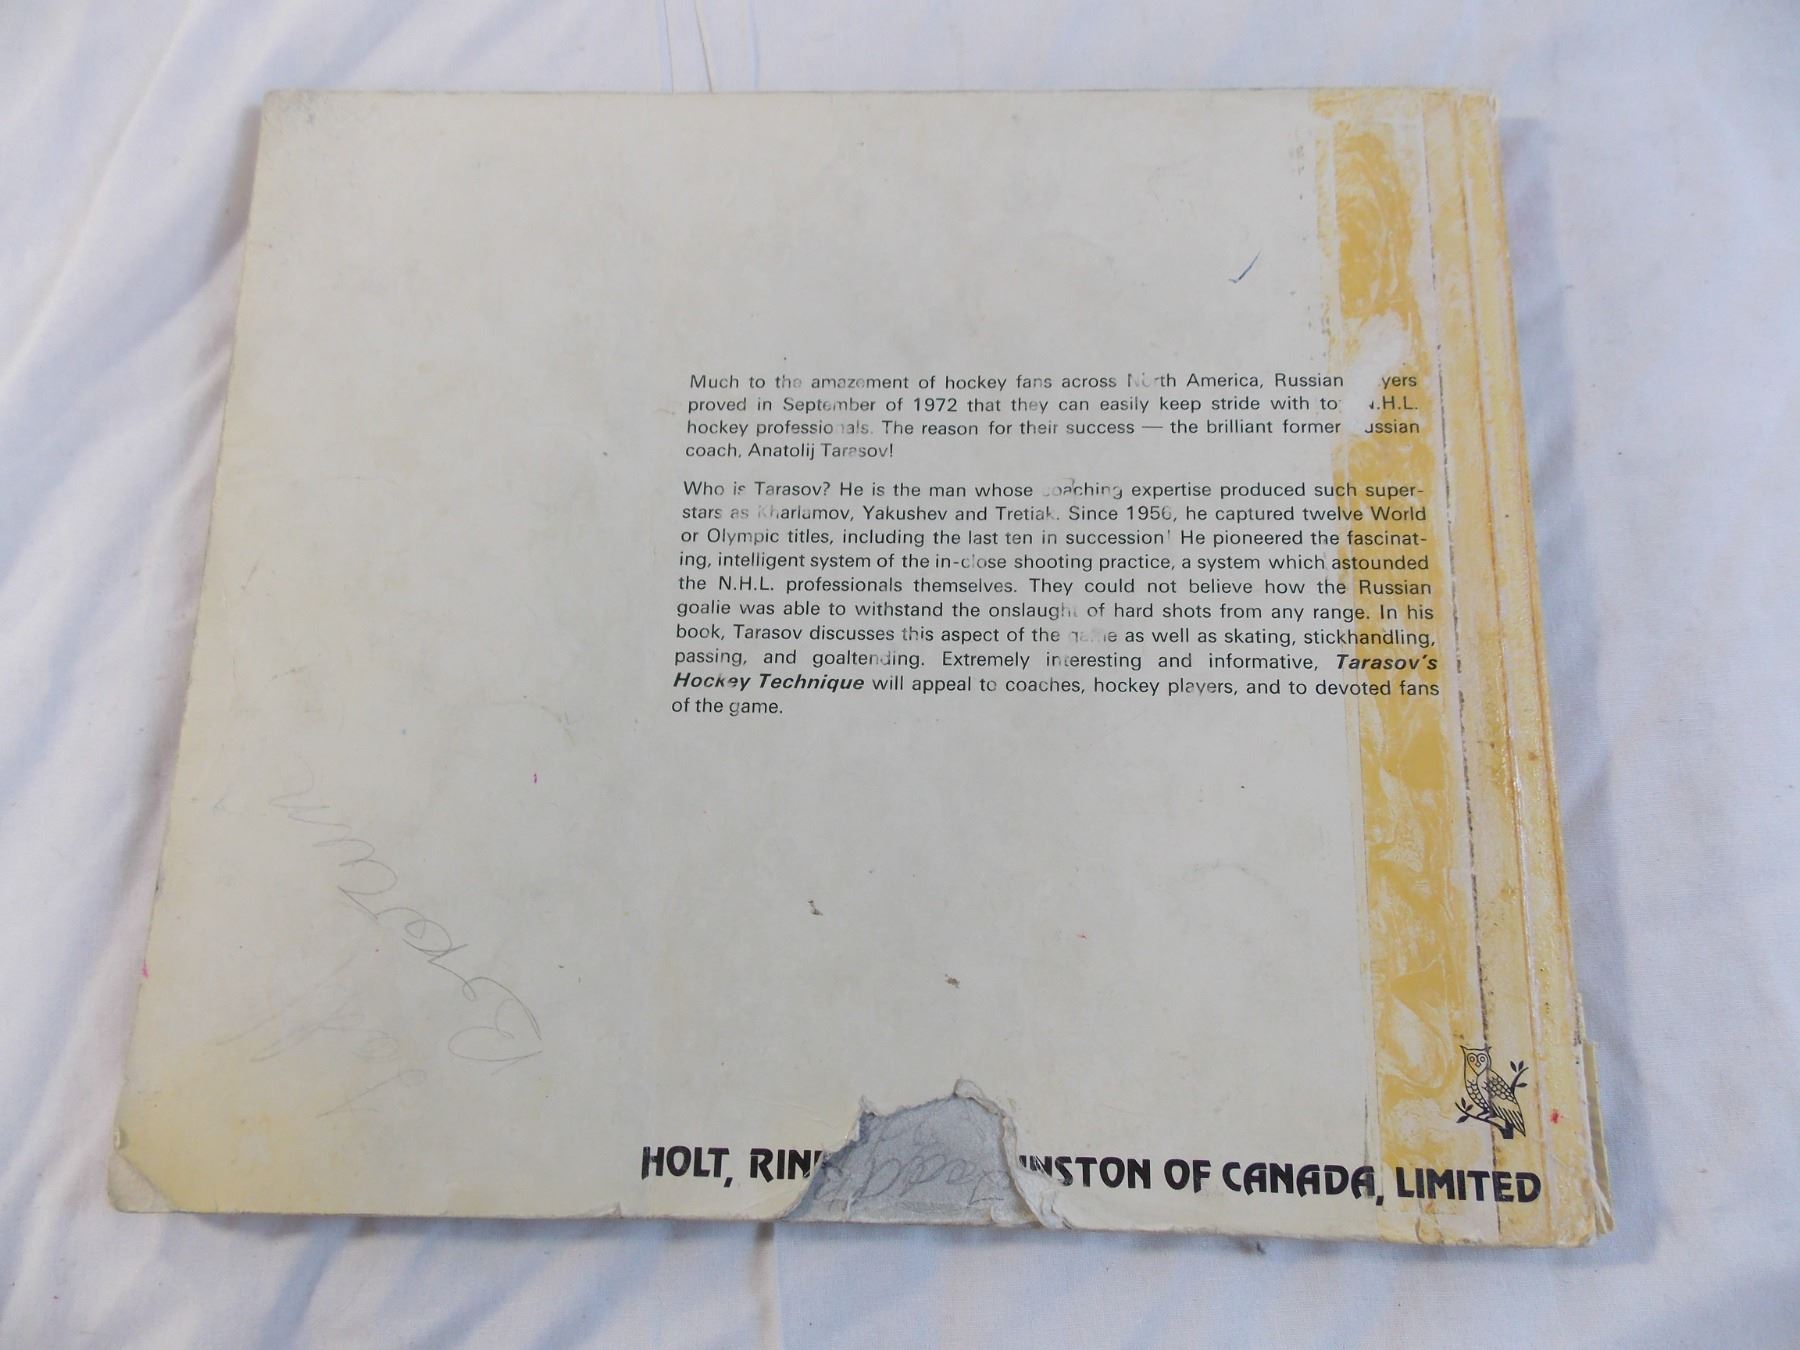 Much to the amazement of hockey fans across North America, Russian yers
proved in September of 1972 that they can easily keep stride with to .H.L.
hockey professionals. The reason for their success — the brilliant former ussian
coach, Anatolij Tarasov!
Who is Tarasov? He is the man whose coaching expertise produced such super-
stars as Kharlamov, Yakushev and Tretiak. Since 1956, he captured twelve World
or Olympic titles, including the last ten in succession! He pioneered the fascinat-
ing, intelligent system of the in-close shooting practice, a system which astounded
the N.H.L. professionals themselves. They could not believe how the Russian
goalie was able to withstand the onslaught of hard shots from any range. In his
book, Tarasov discusses this aspect of the game as well as skating, stickhandling,
passing, and goaltending. Extremely interesting and informative, Tarasov's
Hockey Technique will appeal to coaches, hockey players, and to devoted fans
of the game.
Brown
HOLT, RIN INSTON OF CANADA, LIMITED